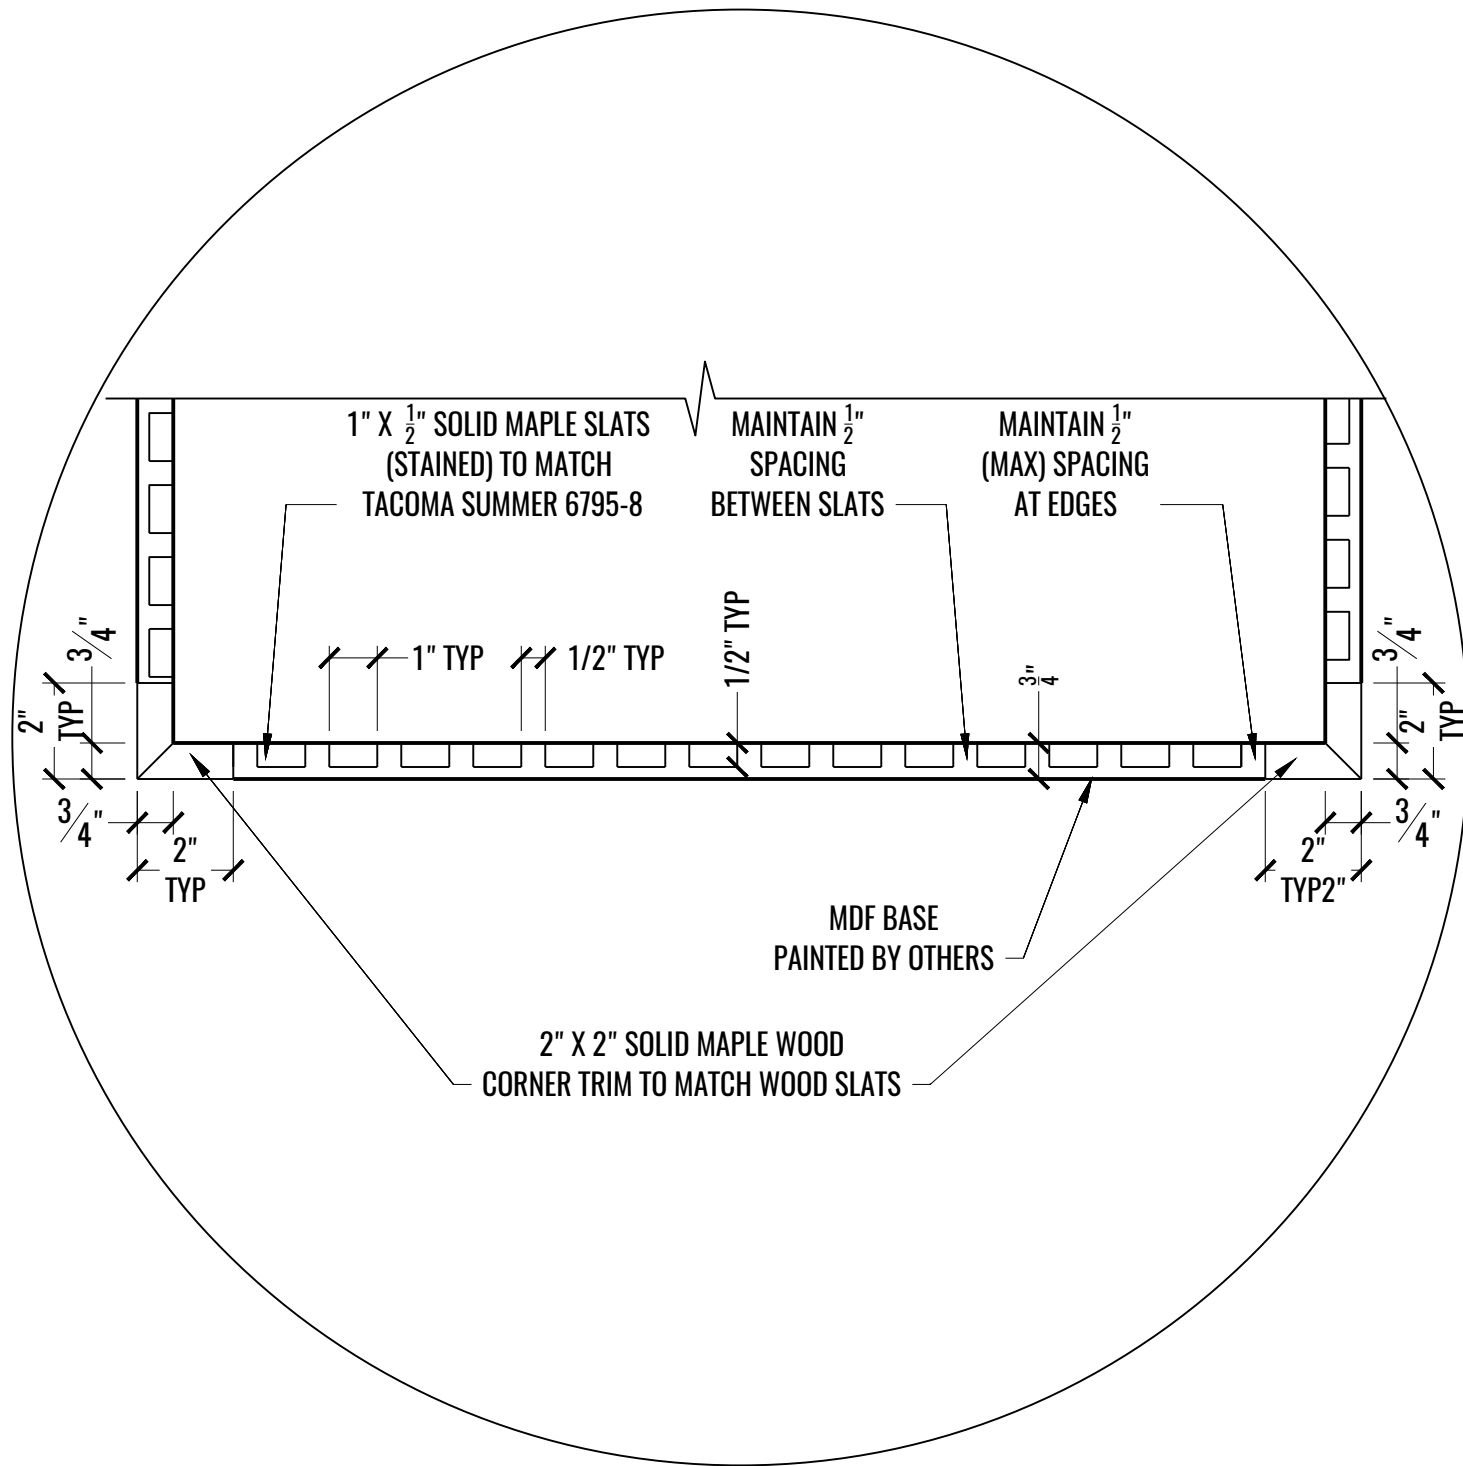 1" X 1/2" SOLID MAPLE SLATS
(STAINED) TO MATCH
TACOMA SUMMER 6795-8
MAINTAIN 1/2"
SPACING
BETWEEN SLATS
MAINTAIN 1/2"
(MAX) SPACING
AT EDGES
1" TYP
1/2" TYP
1/2" TYP
3/4"
3/4"
2"
TYP
3/4"
2"
TYP
3/4"
2"
TYP
3/4"
2"
TYP2"
MDF BASE
PAINTED BY OTHERS
2" X 2" SOLID MAPLE WOOD
CORNER TRIM TO MATCH WOOD SLATS